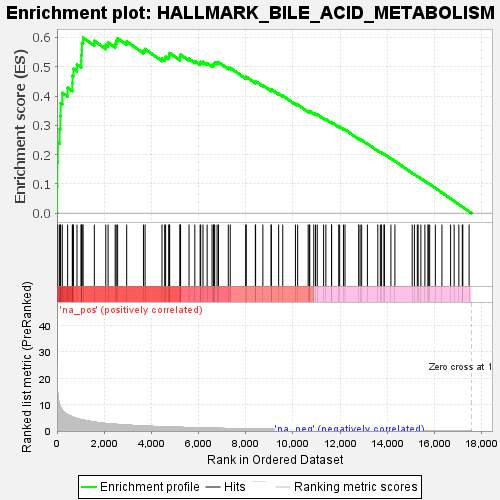 Enrichment plot: HALLMARK_BILE_ACID_METABOLISM
Enrichment score (ES)
0.6
0.5
0.4
0.3
0.2
0.1
0.0
'na_pos' (positively correlated)
Ranked list metric (PreRanked)
40
30
20
10
0
Zero cross at 1
'na_neg' (negatively correlated)
0 2,000 4,000 6,000 8,000 10,000 12,000 14,000 16,000 18,000
Rank in Ordered Dataset
Enrichment profile Hits Ranking metric scores